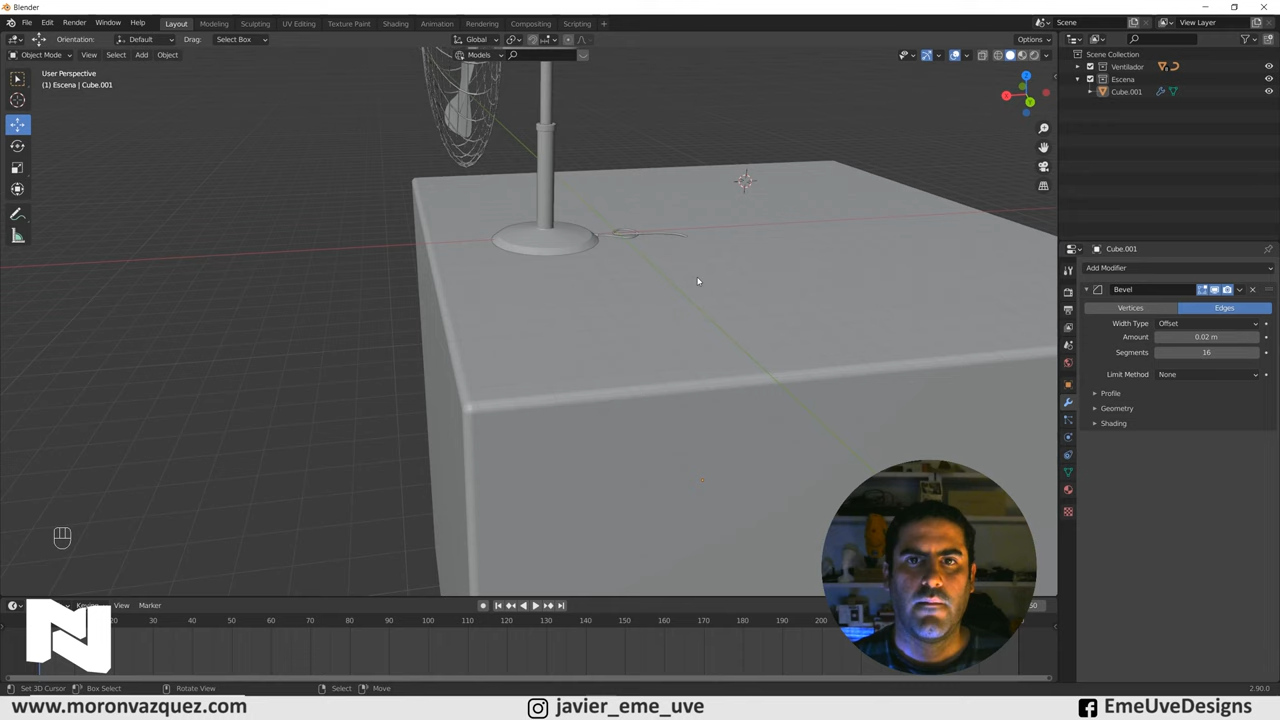 Blender
File Edit Render Window Help Layout Modeling Sculpting UV Editing Texture Paint Shading Animation Rendering Compositing Scripting + Scene View Layer
Orientation: Default Drag: Select Box Global Options
Object Mode View Select Add Object Models
User Perspective
(1) Escena | Cube.001
Scene Collection
Ventilador
Escena
Cube.001
Cube.001
Add Modifier
Bevel
Vertices Edges
Width Type Offset
Amount 0.02 m
Segments 16
Limit Method None
Profile
Geometry
Shading
X
Z
View Marker
20 30 40 50 60 70 80 90 100 110 120 130 140 150 160 170 180 190 200
N
Set 3D Cursor Box Select Rotate View Select Move 2.90.0
www.moronvazquez.com javier_eme_uve EmeUveDesigns